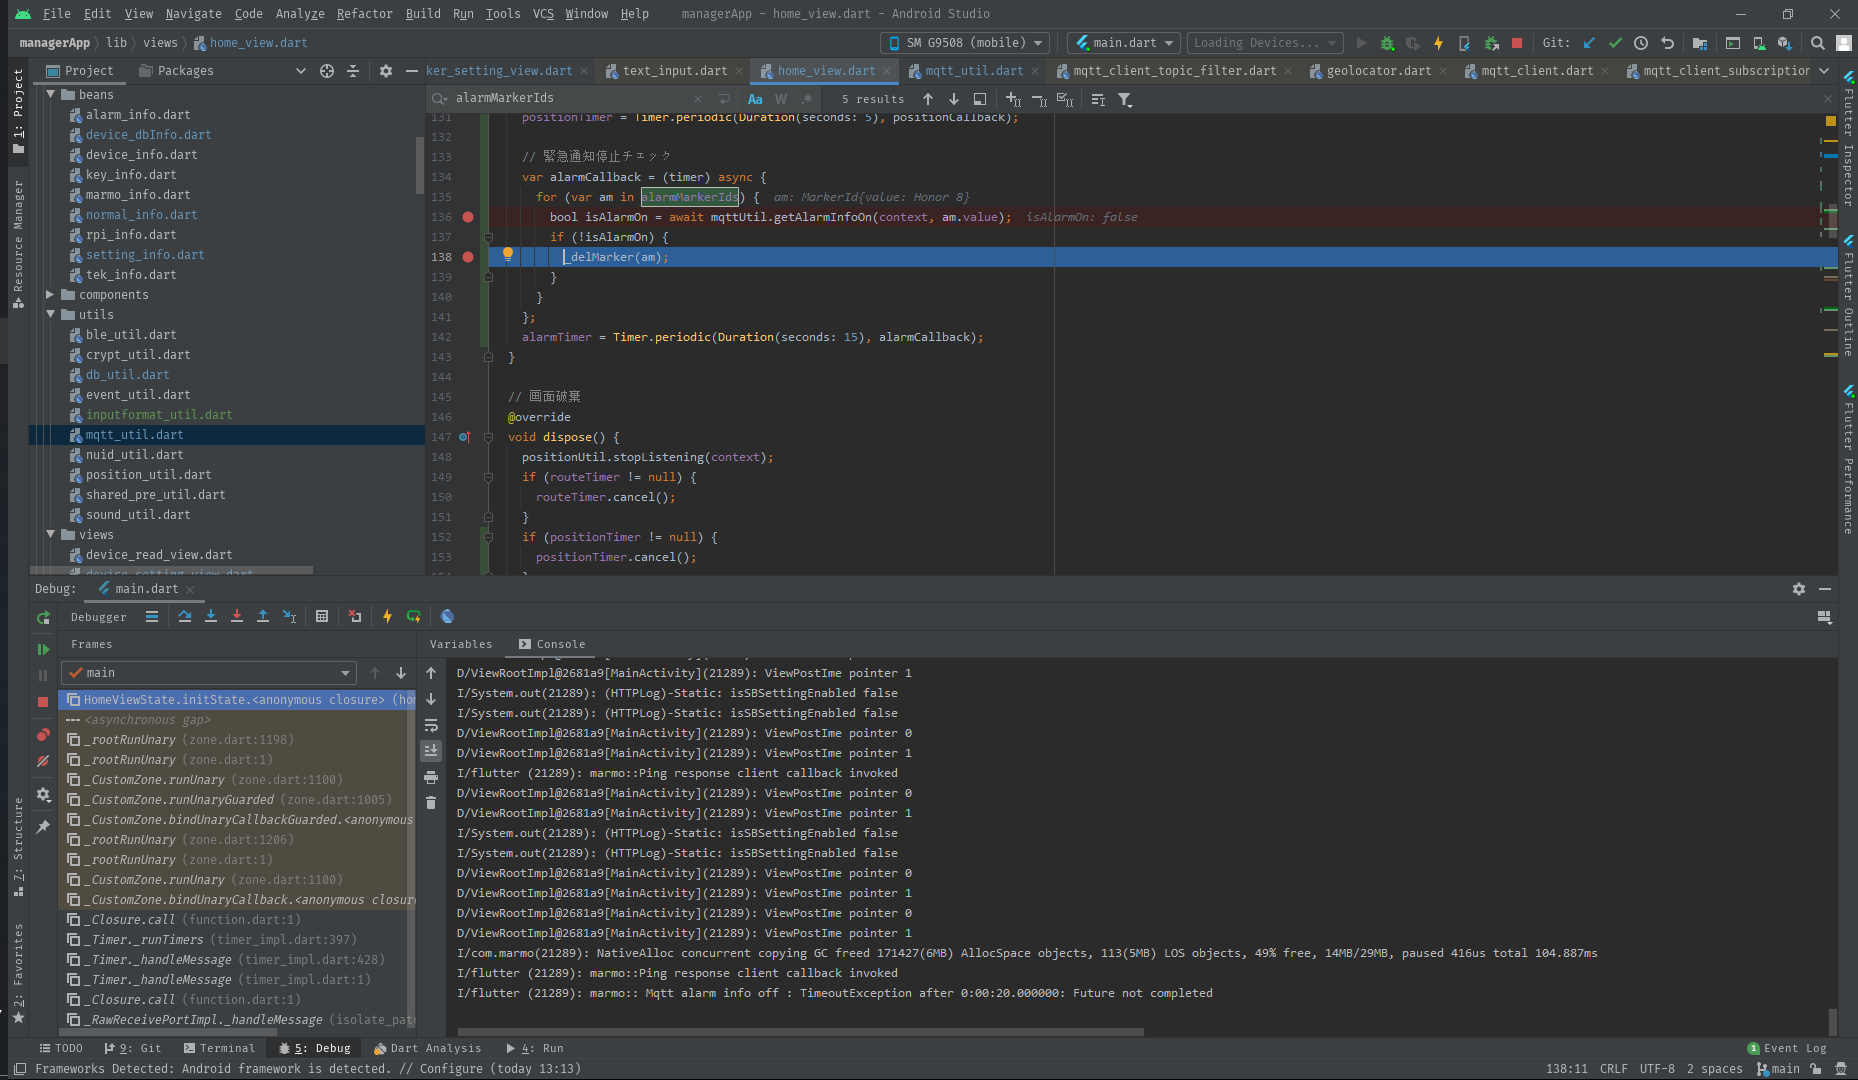 File Edit View Navigate Code Analyze Refactor Build Run Tools VCS Window Help managerApp - home_view.dart - Android Studio
managerApp lib views home_view.dart
SM G9508 (mobile) main.dart Loading Devices... Git:
Project Packages
ker_setting_view.dart text_input.dart home_view.dart mqtt_util.dart mqtt_client_topic_filter.dart geolocator.dart mqtt_client.dart mqtt_client_subscription
alarmMarkerIds Aa W .* 5 results
1: Project
Resource Manager
7: Structure
2: Favorites
beans
alarm_info.dart
device_dbInfo.dart
device_info.dart
key_info.dart
marmo_info.dart
normal_info.dart
rpi_info.dart
setting_info.dart
tek_info.dart
components
utils
ble_util.dart
crypt_util.dart
db_util.dart
event_util.dart
inputformat_util.dart
mqtt_util.dart
nuid_util.dart
position_util.dart
shared_pre_util.dart
sound_util.dart
views
device_read_view.dart
device_setting_view.dart
131 positionTimer = Timer.periodic(Duration(seconds: 5), positionCallback);
132
133 // 緊急通知停止チェック
134 var alarmCallback = (timer) async {
135 for (var am in alarmMarkerIds) { am: MarkerId{value: Honor 8}
136 bool isAlarmOn = await mqttUtil.getAlarmInfoOn(context, am.value); isAlarmOn: false
137 if (!isAlarmOn) {
138 _delMarker(am);
139 }
140 }
141 };
142 alarmTimer = Timer.periodic(Duration(seconds: 15), alarmCallback);
143 }
144
145 // 画面破棄
146 @override
147 void dispose() {
148 positionUtil.stopListening(context);
149 if (routeTimer != null) {
150 routeTimer.cancel();
151 }
152 if (positionTimer != null) {
153 positionTimer.cancel();
Flutter Inspector
Flutter Outline
Flutter Performance
Debug: main.dart
Debugger
Frames
main
HomeViewState.initState.<anonymous closure> (hom
<asynchronous gap>
_rootRunUnary (zone.dart:1198)
_rootRunUnary (zone.dart:1)
_CustomZone.runUnary (zone.dart:1100)
_CustomZone.runUnaryGuarded (zone.dart:1005)
_CustomZone.bindUnaryCallbackGuarded.<anonymous
_rootRunUnary (zone.dart:1206)
_rootRunUnary (zone.dart:1)
_CustomZone.runUnary (zone.dart:1100)
_CustomZone.bindUnaryCallback.<anonymous closur
_Closure.call (function.dart:1)
_Timer._runTimers (timer_impl.dart:397)
_Timer._handleMessage (timer_impl.dart:428)
_Timer._handleMessage (timer_impl.dart:1)
_Closure.call (function.dart:1)
_RawReceivePortImpl._handleMessage (isolate_pat
Variables Console
D/ViewRootImpl@2681a9[MainActivity](21289): ViewPostIme pointer 1
I/System.out(21289): (HTTPLog)-Static: isSBSettingEnabled false
I/System.out(21289): (HTTPLog)-Static: isSBSettingEnabled false
D/ViewRootImpl@2681a9[MainActivity](21289): ViewPostIme pointer 0
D/ViewRootImpl@2681a9[MainActivity](21289): ViewPostIme pointer 1
I/flutter (21289): marmo::Ping response client callback invoked
D/ViewRootImpl@2681a9[MainActivity](21289): ViewPostIme pointer 0
D/ViewRootImpl@2681a9[MainActivity](21289): ViewPostIme pointer 1
I/System.out(21289): (HTTPLog)-Static: isSBSettingEnabled false
I/System.out(21289): (HTTPLog)-Static: isSBSettingEnabled false
D/ViewRootImpl@2681a9[MainActivity](21289): ViewPostIme pointer 0
D/ViewRootImpl@2681a9[MainActivity](21289): ViewPostIme pointer 1
D/ViewRootImpl@2681a9[MainActivity](21289): ViewPostIme pointer 0
D/ViewRootImpl@2681a9[MainActivity](21289): ViewPostIme pointer 1
I/com.marmo(21289): NativeAlloc concurrent copying GC freed 171427(6MB) AllocSpace objects, 113(5MB) LOS objects, 49% free, 14MB/29MB, paused 416us total 104.887ms
I/flutter (21289): marmo::Ping response client callback invoked
I/flutter (21289): marmo:: Mqtt alarm info off : TimeoutException after 0:00:20.000000: Future not completed
TODO 9: Git Terminal 5: Debug Dart Analysis 4: Run 1 Event Log
Frameworks Detected: Android framework is detected. // Configure (today 13:13) 138:11 CRLF UTF-8 2 spaces main